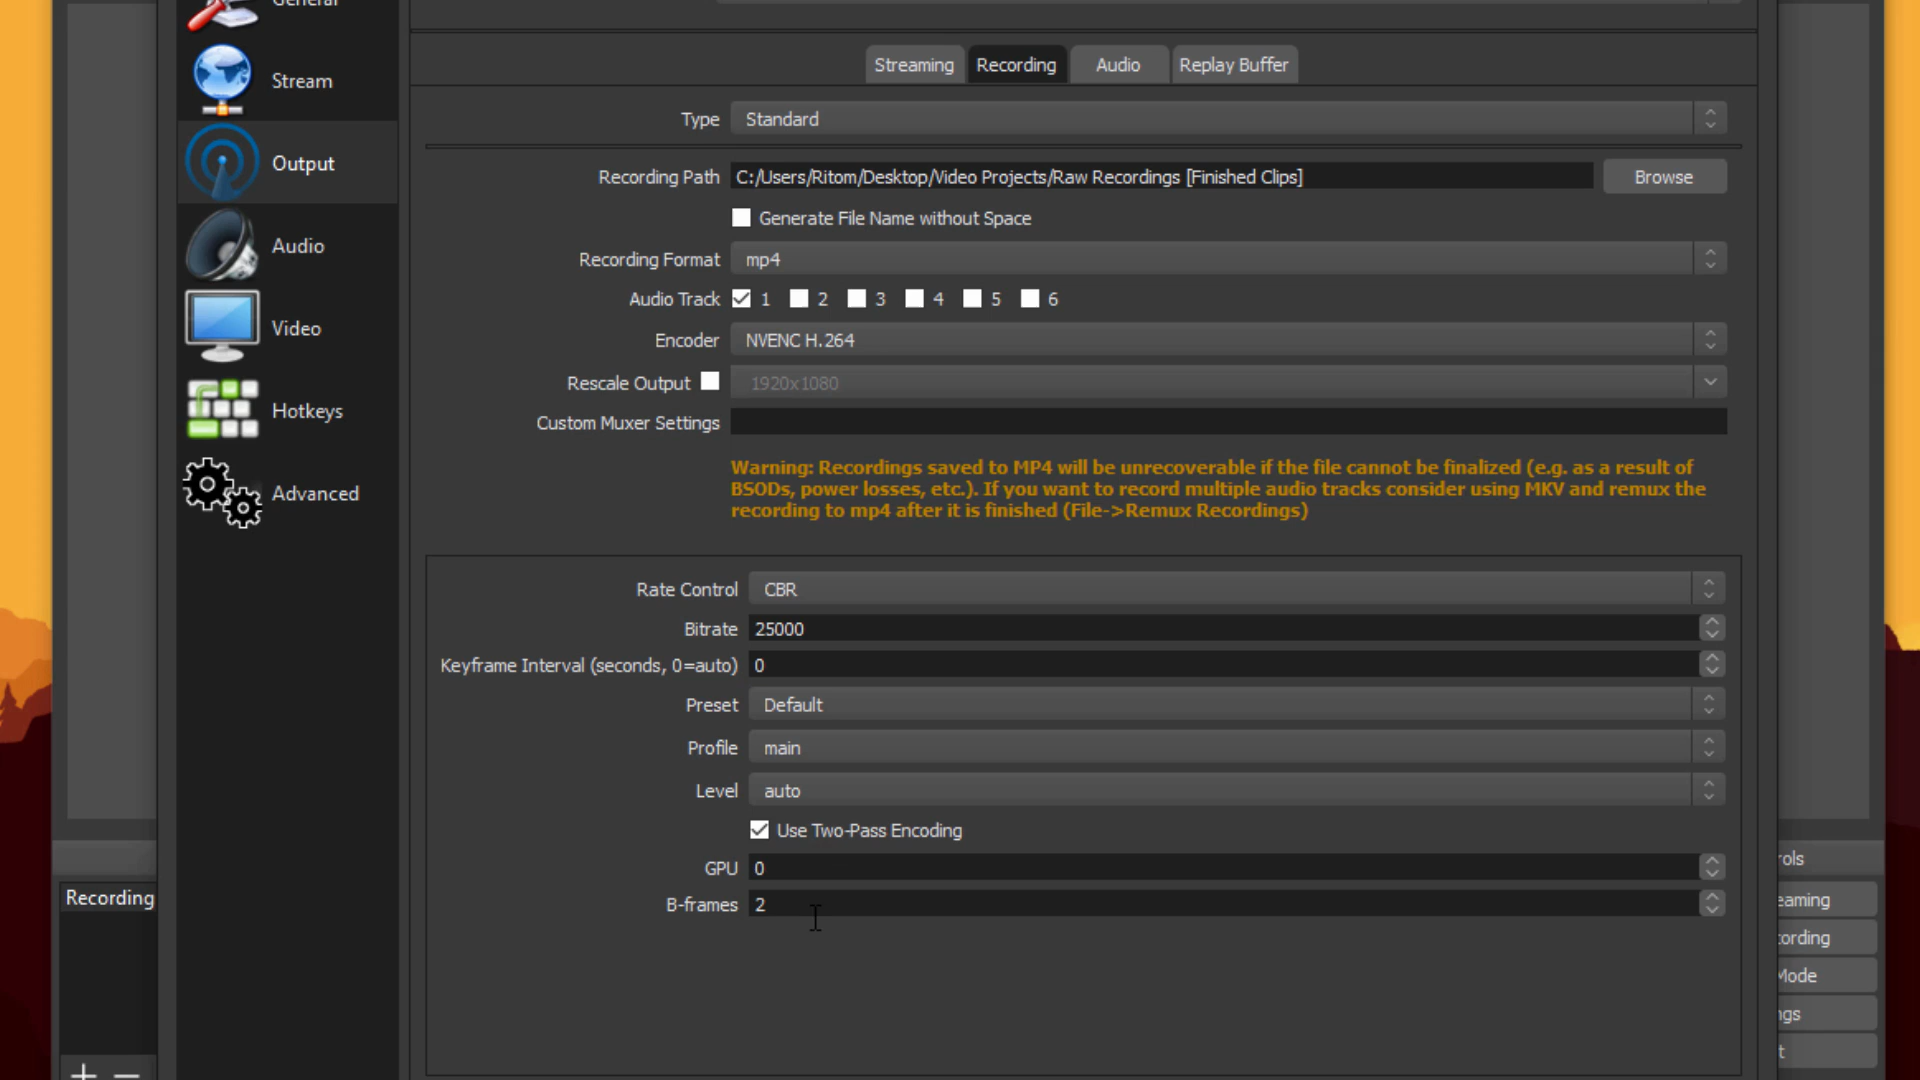 General
Stream
Output
Audio
Video
Hotkeys
Advanced
Streaming
Recording
Audio
Replay Buffer
Type
Standard
Recording Path
C:/Users/Ritom/Desktop/Video Projects/Raw Recordings [Finished Clips]
Browse
Generate File Name without Space
Recording Format
mp4
Audio Track
1
2
3
4
5
6
Encoder
NVENC H.264
Rescale Output
1920x1080
Custom Muxer Settings
Warning: Recordings saved to MP4 will be unrecoverable if the file cannot be finalized (e.g. as a result of
BSODs, power losses, etc.). If you want to record multiple audio tracks consider using MKV and remux the
recording to mp4 after it is finished (File->Remux Recordings)
Rate Control
CBR
Bitrate
25000
Keyframe Interval (seconds, 0=auto)
0
Preset
Default
Profile
main
Level
auto
Use Two-Pass Encoding
GPU
0
B-frames
2
Recording
rols
eaming
cording
Mode
ngs
t